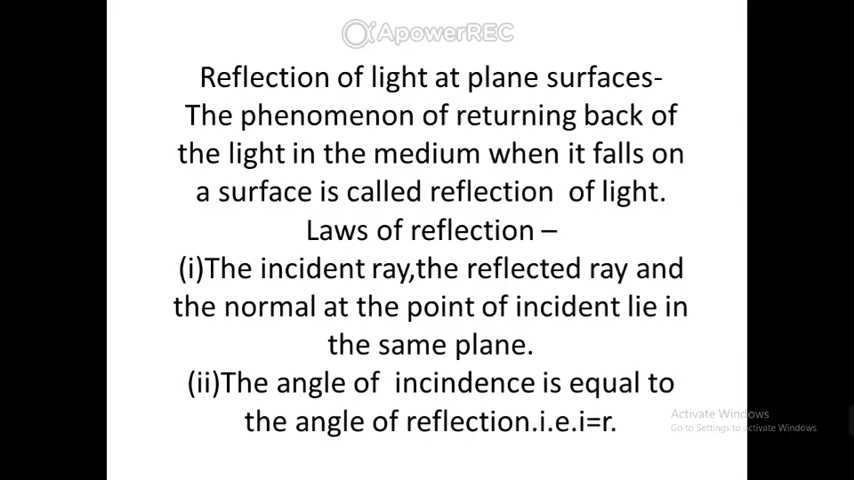 ApowerREC
Reflection of light at plane surfaces-
The phenomenon of returning back of
the light in the medium when it falls on
a surface is called reflection  of light.
Laws of reflection –
(i)The incident ray,the reflected ray and
the normal at the point of incident lie in
the same plane.
(ii)The angle of  incindence is equal to
the angle of reflection.i.e.i=r.
Activate Windows
Go to Settings to activate Windows.